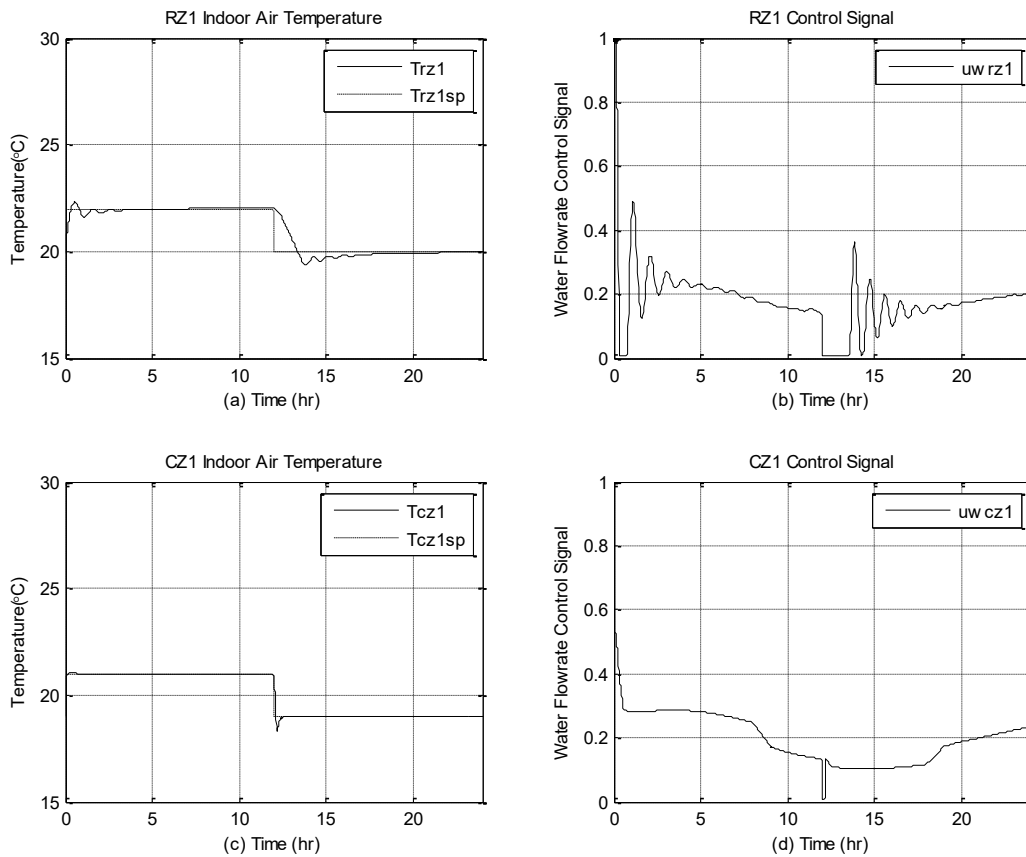 RZ1 Indoor Air Temperature
30
25
20
15
Temperature(°C)
Trz1
Trz1sp
0 5 10 15 20
(a) Time (hr)
RZ1 Control Signal
1
0.8
0.6
0.4
0.2
0
Water Flowrate Control Signal
uw rz1
0 5 10 15 20
(b) Time (hr)
CZ1 Indoor Air Temperature
30
25
20
15
Temperature(°C)
Tcz1
Tcz1sp
0 5 10 15 20
(c) Time (hr)
CZ1 Control Signal
1
0.8
0.6
0.4
0.2
0
Water Flowrate Control Signal
uw cz1
0 5 10 15 20
(d) Time (hr)